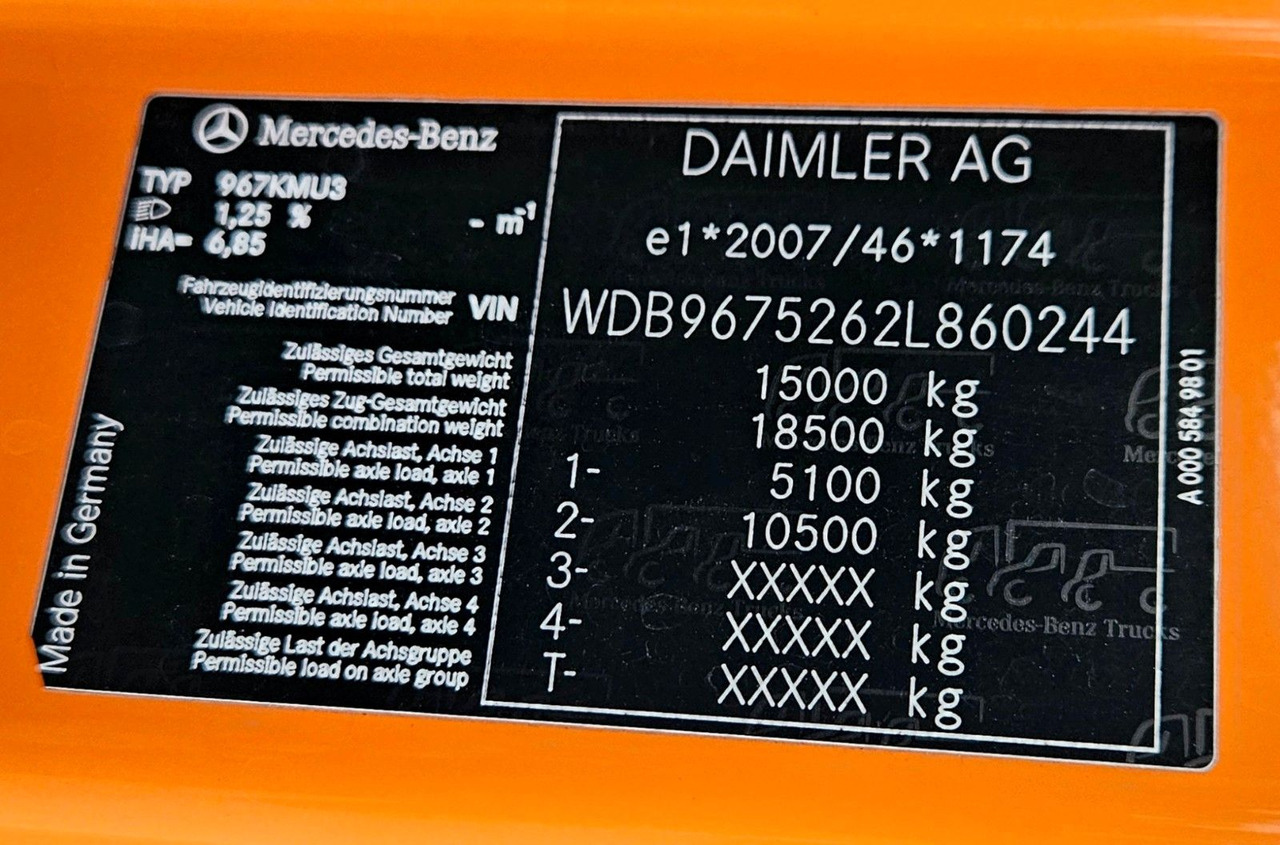 Mercedes-Benz
TYP 967KMU3
1,25 % - m-1
IHA= 6,85
DAIMLER AG
e1*2007/46*1174
Fahrzeugidentifizierungsnummer
Vehicle Identification Number VIN WDB9675262L860244
Zulässiges Gesamtgewicht
Permissible total weight 15000 kg
Zulässiges Zug-Gesamtgewicht
Permissible combination weight 18500 kg
Zulässige Achslast, Achse 1
Permissible axle load, axle 1 1- 5100 kg
Zulässige Achslast, Achse 2
Permissible axle load, axle 2 2- 10500 kg
Zulässige Achslast, Achse 3
Permissible axle load, axle 3 3- XXXXX kg
Zulässige Achslast, Achse 4
Permissible axle load, axle 4 4- XXXXX kg
Zulässige Last der Achsgruppe
Permissible load on axle group T- XXXXX kg
Made in Germany
A 000 584 98 01
Mercedes-Benz Trucks